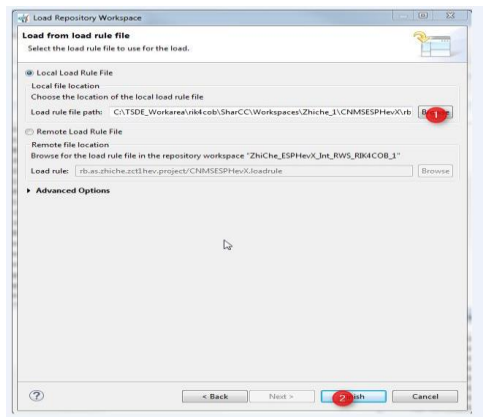 Load Repository Workspace
Load from load rule file
Select the load rule file to use for the load.
Local Load Rule File
Local file location
Choose the location of the local load rule file
Load rule file path: C:\TSDE_Workarea\rik4cob\SharCC\Workspaces\Zhiche_1\CNMSESPHevX\rb
1
Remote Load Rule File
Remote file location
Browse for the load rule file in the repository workspace "ZhiChe_ESPHevX_Int_RWS_RIK4COB_1"
Load rule: rb.as.zhiche.zct1hev.project/CNMSESPHevX.loadrule Browse
Advanced Options
? < Back Next > 2 Cancel